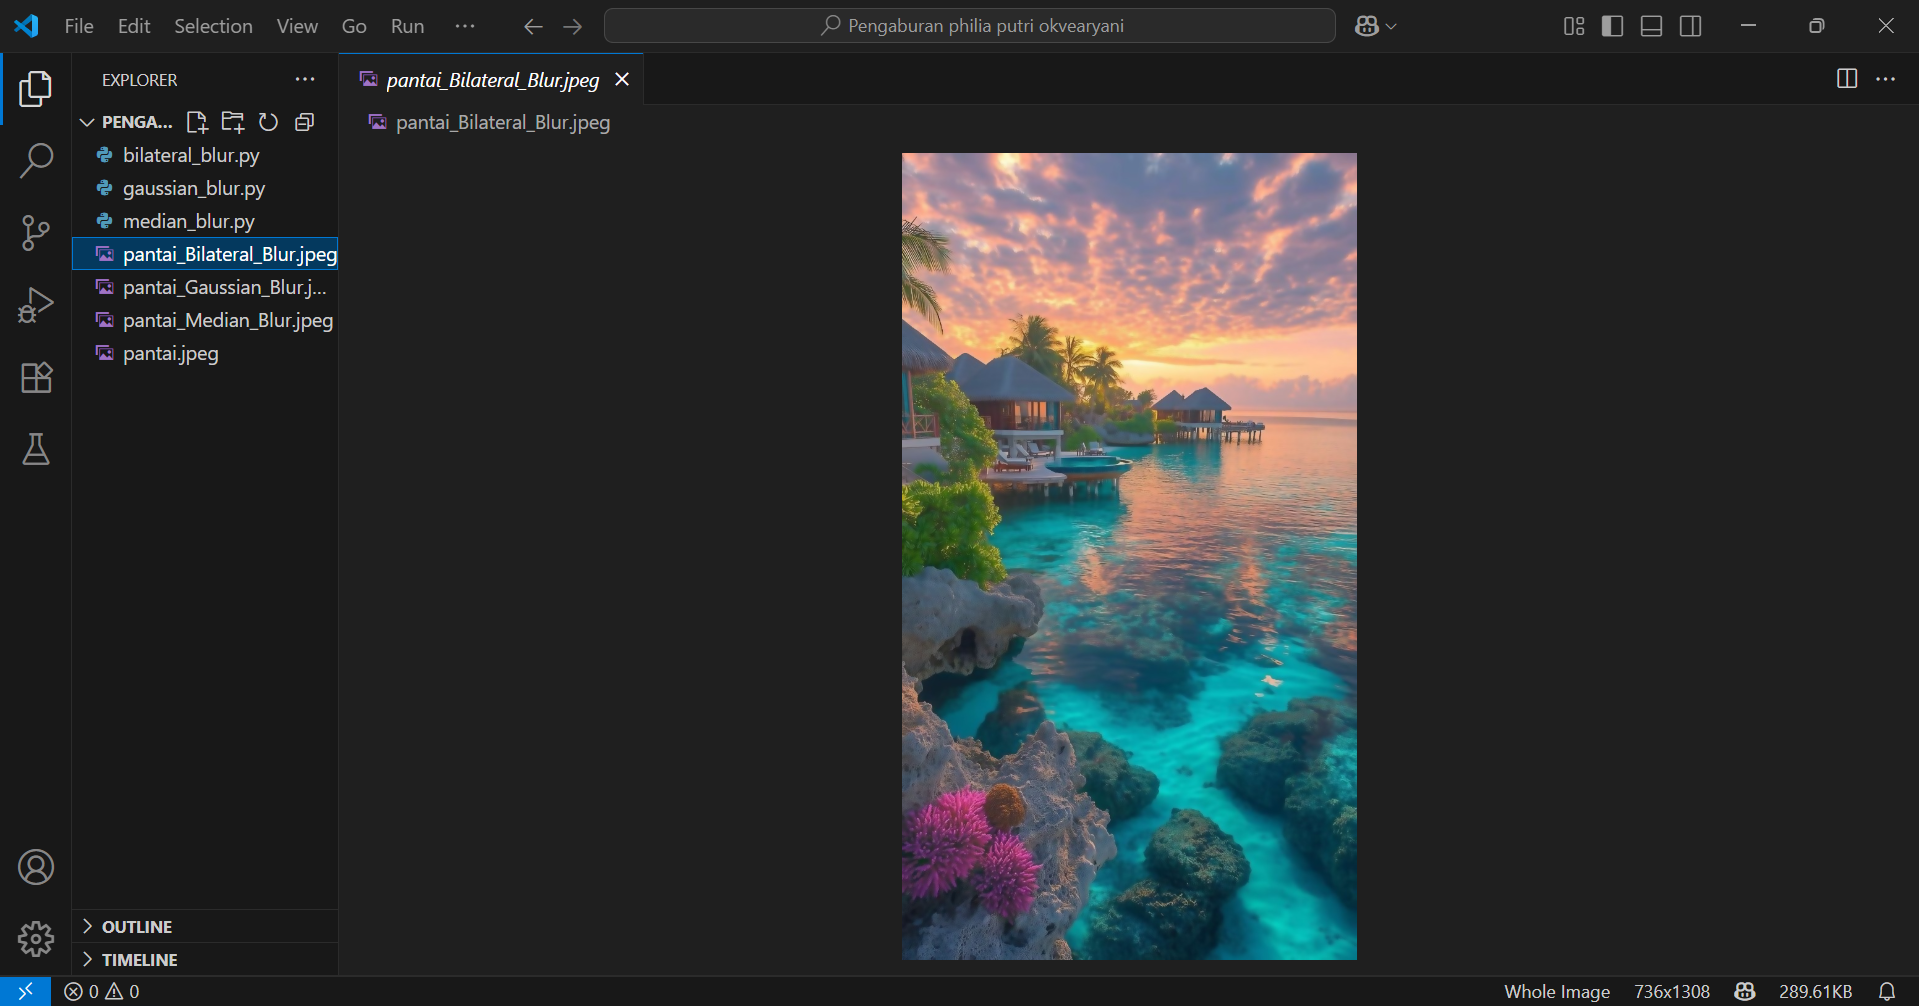 File Edit Selection View Go Run ··· Pengaburan philia putri okvearyani
EXPLORER ···
pantai_Bilateral_Blur.jpeg
PENGA...
pantai_Bilateral_Blur.jpeg
bilateral_blur.py
gaussian_blur.py
median_blur.py
pantai_Bilateral_Blur.jpeg
pantai_Gaussian_Blur.j...
pantai_Median_Blur.jpeg
pantai.jpeg
OUTLINE
TIMELINE
0 0 Whole Image 736x1308 289.61KB